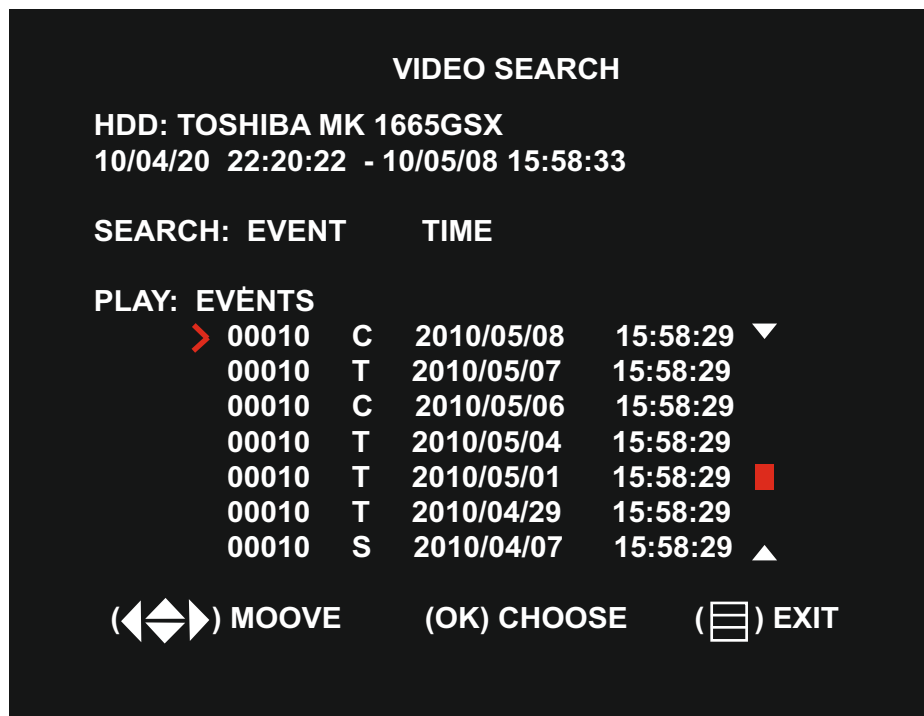 VIDEO SEARCH
HDD: TOSHIBA MK 1665GSX
10/04/20 22:20:22 - 10/05/08 15:58:33
SEARCH: EVENT TIME
PLAY: EVENTS
00010 C 2010/05/08 15:58:29
00010 T 2010/05/07 15:58:29
00010 C 2010/05/06 15:58:29
00010 T 2010/05/04 15:58:29
00010 T 2010/05/01 15:58:29
00010 T 2010/04/29 15:58:29
00010 S 2010/04/07 15:58:29
() MOOVE (OK) CHOOSE () EXIT